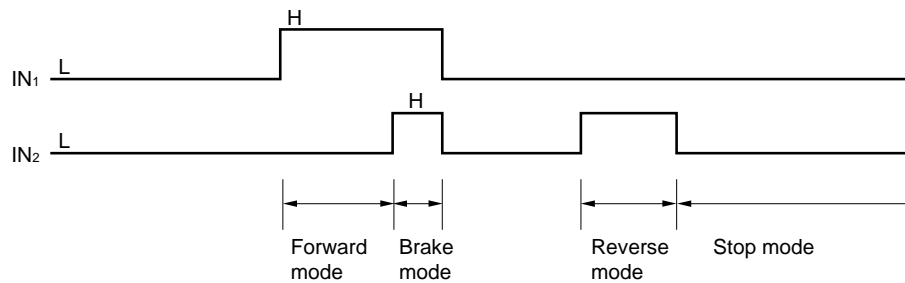 H
L
IN₁
H
L
IN₂
Forward
mode
Brake
mode
Reverse
mode
Stop mode